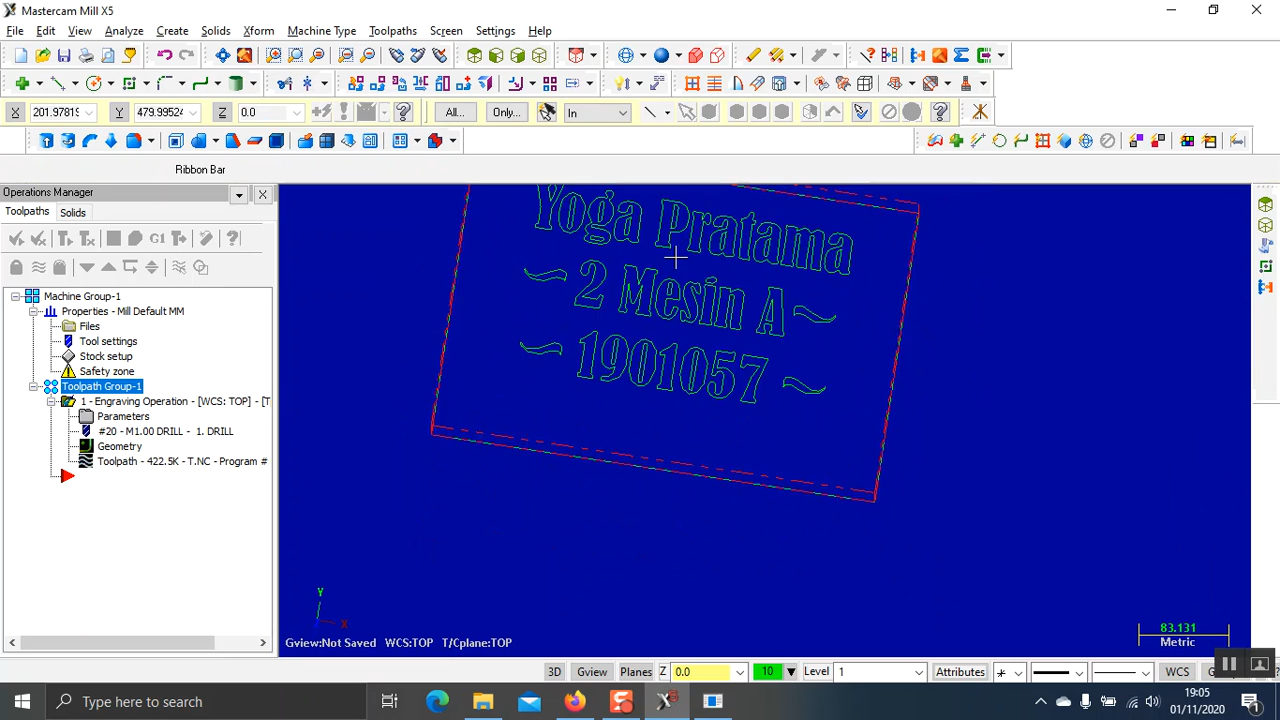 Mastercam Mill X5
File Edit View Analyze Create Solids Xform Machine Type Toolpaths Screen Settings Help
X 201.97819 Y 479.99524 Z 0.0 All... Only... In
Ribbon Bar
Operations Manager
Toolpaths Solids
G1
Machine Group-1
Properties - Mill Default MM
Files
Tool settings
Stock setup
Safety zone
Toolpath Group-1
1 - Engraving Operation - [WCS: TOP] - [T
Parameters
#20 - M1.00 DRILL - 1. DRILL
Geometry
Toolpath - 422.5K - T.NC - Program #
Yoga Pratama
~ 2 Mesin A ~
~ 1901057 ~
Y
X
Gview:Not Saved WCS:TOP T/Cplane:TOP
83.131
Metric
3D Gview Planes Z 0.0 10 Level 1 Attributes WCS
Type here to search
19:05
01/11/2020